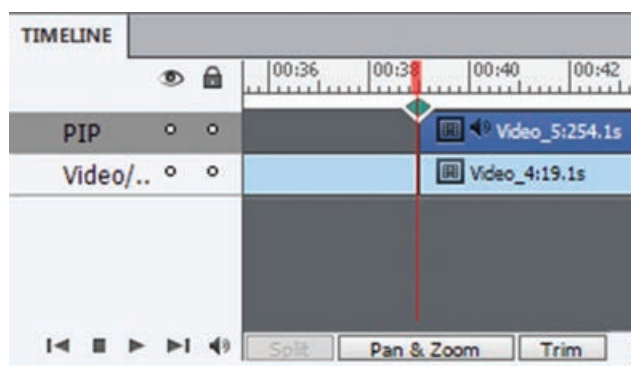 TIMELINE
00:36 00:38 00:40 00:42
PIP Video_5:254.1s
Video/.. Video_4:19.1s
Split Pan & Zoom Trim